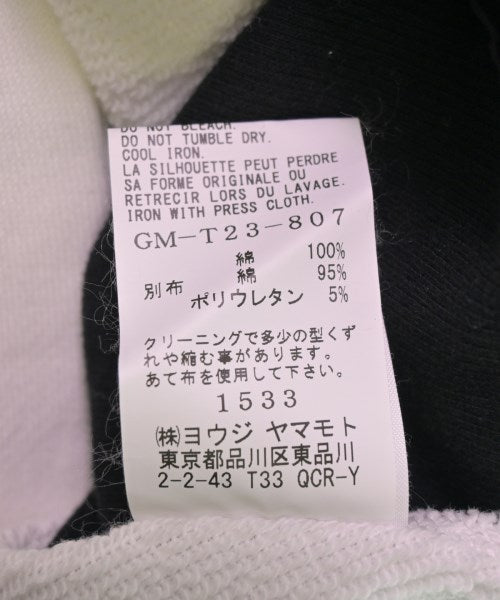 DO NOT BLEACH.
DO NOT TUMBLE DRY.
COOL IRON.
LA SILHOUETTE PEUT PERDRE
SA FORME ORIGINALE OU
RETRECIR LORS DU LAVAGE.
IRON WITH PRESS CLOTH.
GM-T23-807
綿 100%
別布 綿 95%
ポリウレタン 5%
クリーニングで多少の型くず
れや縮む事があります。
あて布を使用して下さい。
1533
㈱ヨウジ ヤマモト
東京都品川区東品川
2-2-43 T33 QCR-Y